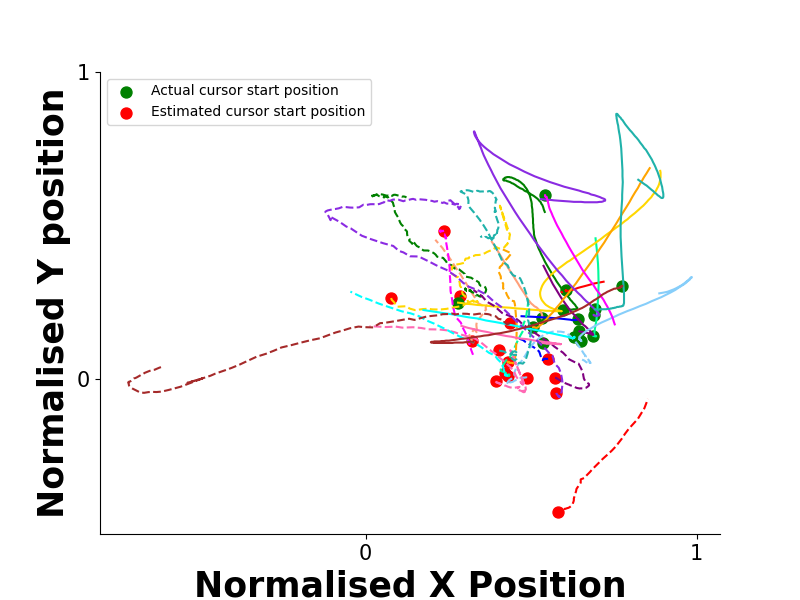 1
Actual cursor start position
Estimated cursor start position
Normalised Y position
0
0
1
Normalised X Position